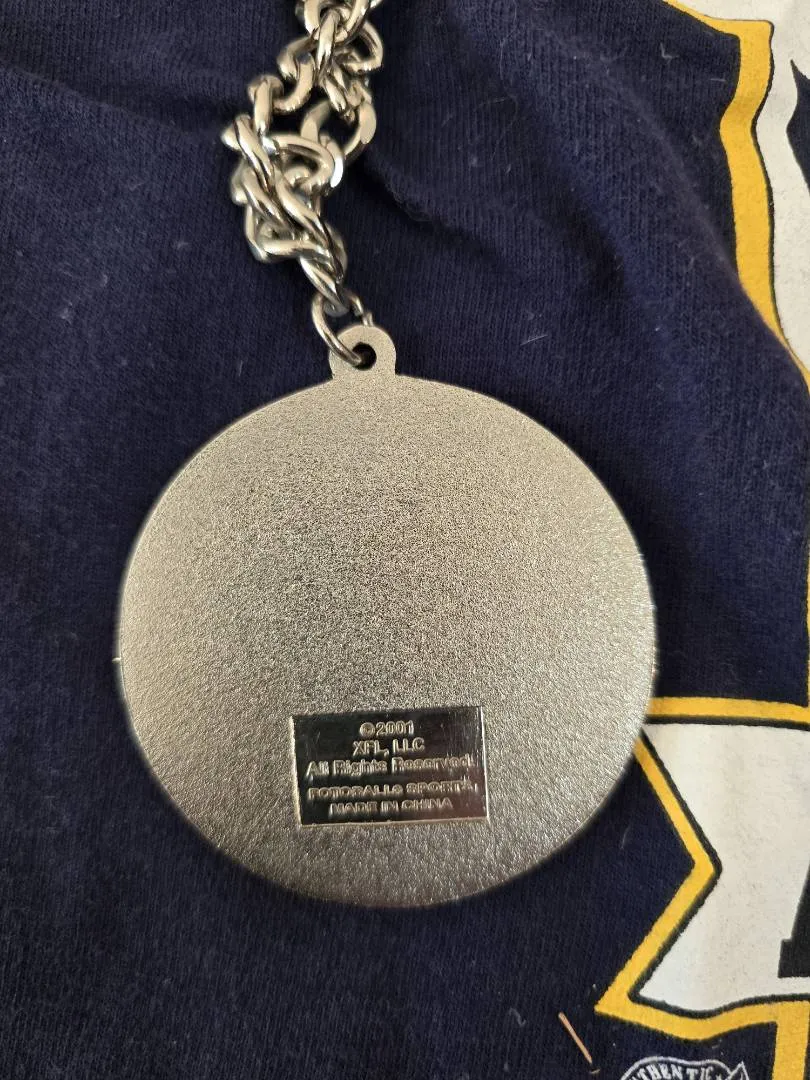 ©2001
XFL, LLC
All Rights Reserved.
FOTOBALL® SPORTS,
MADE IN CHINA